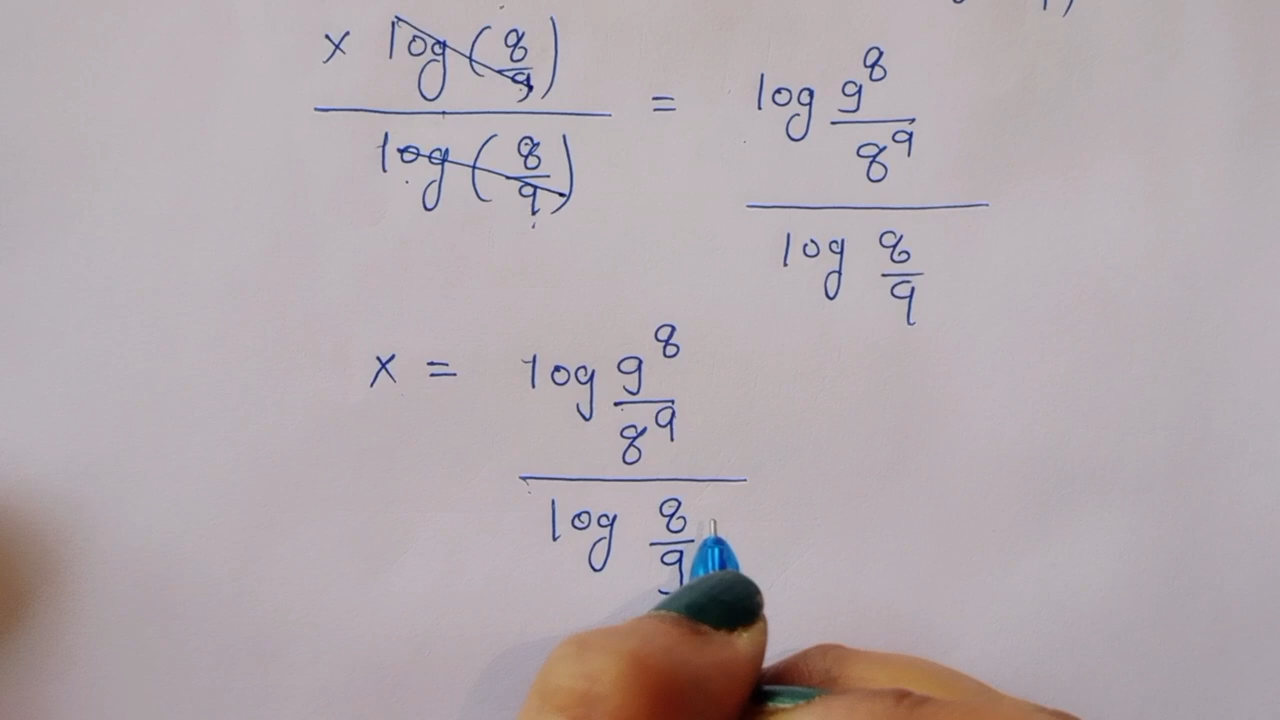 x log (8/9) / log (8/9) = log 9^8/8^9 / log 8/9
x = log 9^8/8^9 / log 8/9